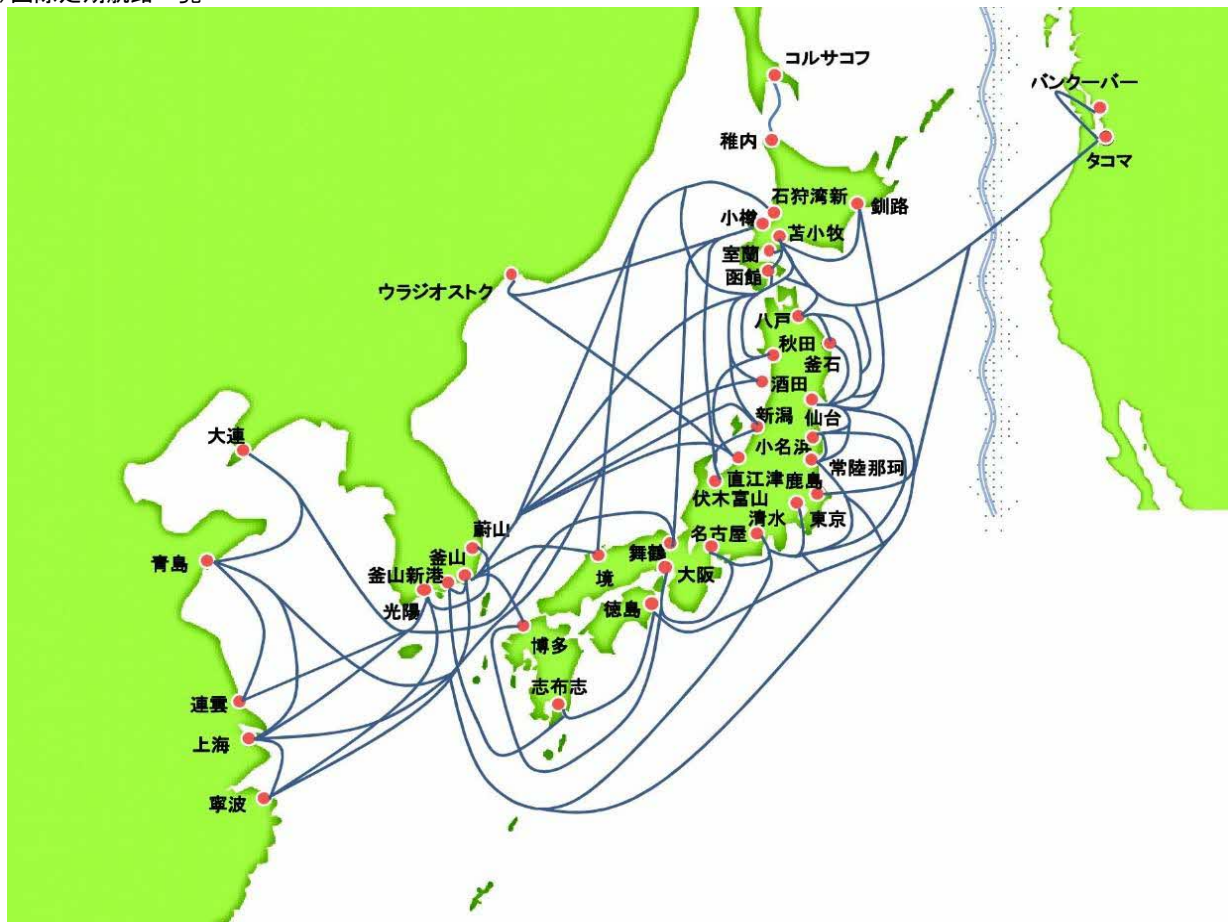 コルサコフ
バンクーバー
稚内
タコマ
石狩湾新
釧路
小樽
苫小牧
室蘭
函館
ウラジオストク
八戸
秋田
釜石
酒田
仙台
新潟
大連
小名浜
常陸那珂
直江津
鹿島
伏木富山
東京
清水
蔚山
名古屋
舞鶴
釜山
青島
釜山新港
境
大阪
光陽
徳島
博多
志布志
連雲
上海
寧波